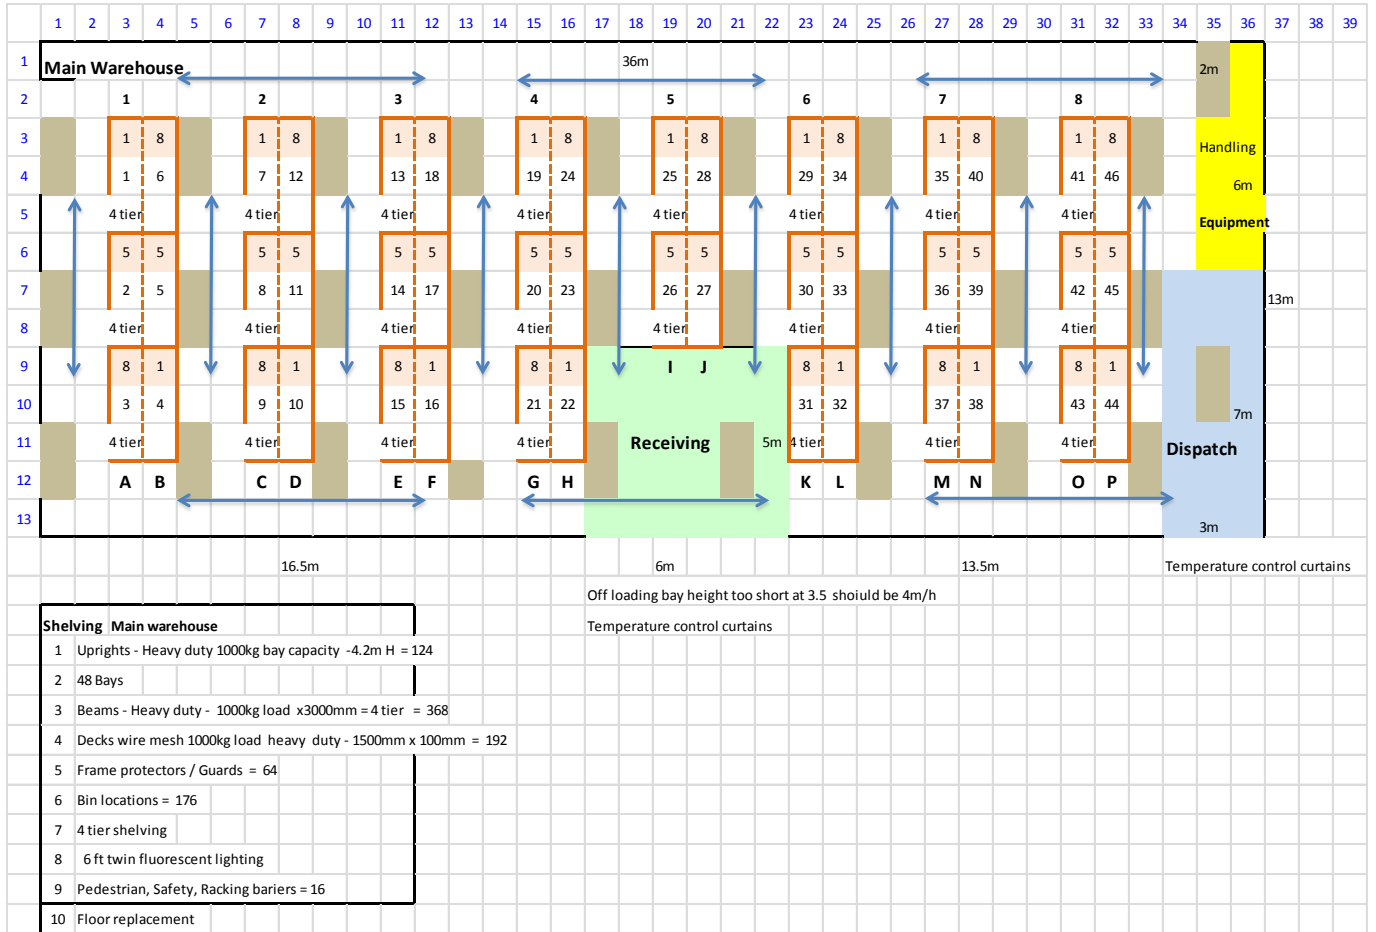 1 2 3 4 5 6 7 8 9 10 11 12 13 14 15 16 17 18 19 20 21 22 23 24 25 26 27 28 29 30 31 32 33 34 35 36 37 38 39
1 Main Warehouse 36m 2m
2 1 2 3 4 5 6 7 8
3 1 8 1 8 1 8 1 8 1 8 1 8 1 8 1 8 Handling
4 1 6 7 12 13 18 19 24 25 28 29 34 35 40 41 46 6m
5 4 tier 4 tier 4 tier 4 tier 4 tier 4 tier 4 tier 4 tier Equipment
6 5 5 5 5 5 5 5 5 5 5 5 5 5 5 5 5
7 2 5 8 11 14 17 20 23 26 27 30 33 36 39 42 45 13m
8 4 tier 4 tier 4 tier 4 tier 4 tier 4 tier 4 tier 4 tier
9 8 1 8 1 8 1 8 1 I J 8 1 8 1 8 1
10 3 4 9 10 15 16 21 22 31 32 37 38 43 44 7m
11 4 tier 4 tier 4 tier 4 tier Receiving 5m 4 tier 4 tier 4 tier Dispatch
12 A B C D E F G H K L M N O P
13 3m
16.5m 6m 13.5m Temperature control curtains
Off loading bay height too short at 3.5 shoiuld be 4m/h
Shelving Main warehouse Temperature control curtains
1 Uprights - Heavy duty 1000kg bay capacity -4.2m H = 124
2 48 Bays
3 Beams - Heavy duty - 1000kg load x3000mm = 4 tier = 368
4 Decks wire mesh 1000kg load heavy duty - 1500mm x 100mm = 192
5 Frame protectors / Guards = 64
6 Bin locations = 176
7 4 tier shelving
8 6 ft twin fluorescent lighting
9 Pedestrian, Safety, Racking bariers = 16
10 Floor replacement